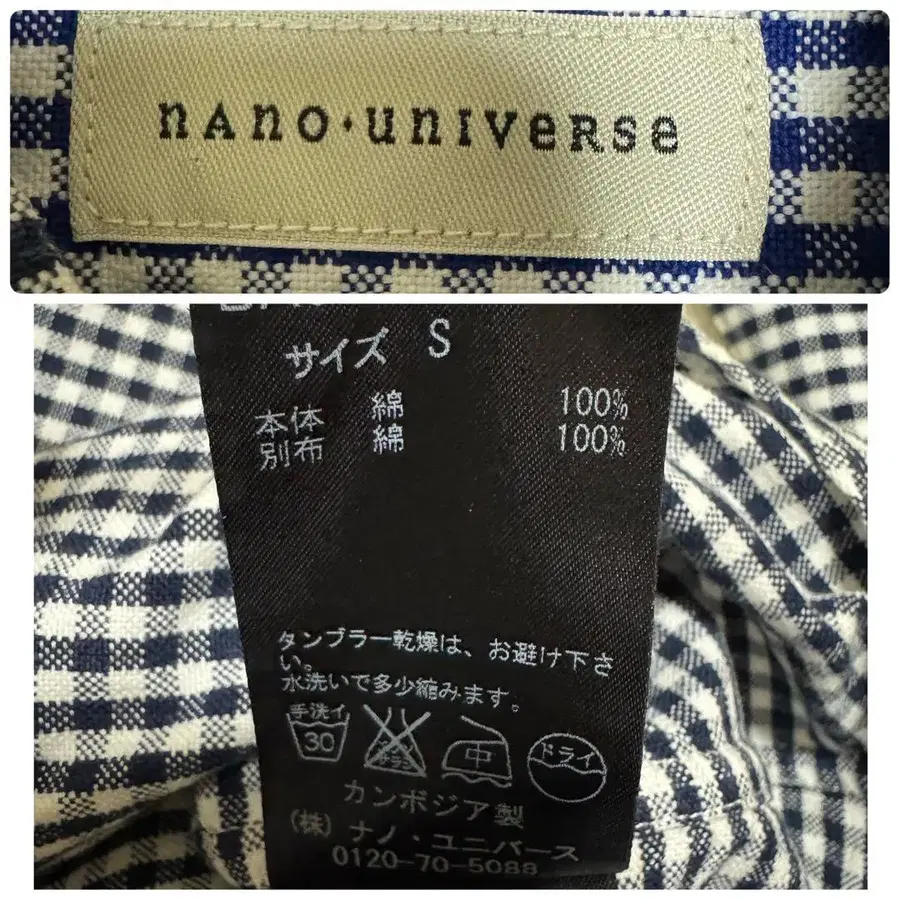 nano·universe
サイズ S
本体 綿 100%
別布 綿 100%
タンブラー乾燥は、お避け下さ
い。
水洗いで多少縮みます。
手洗イ
30
サラシ
中
ドライ
カンボジア製
(株) ナノ・ユニバース
0120-70-5088